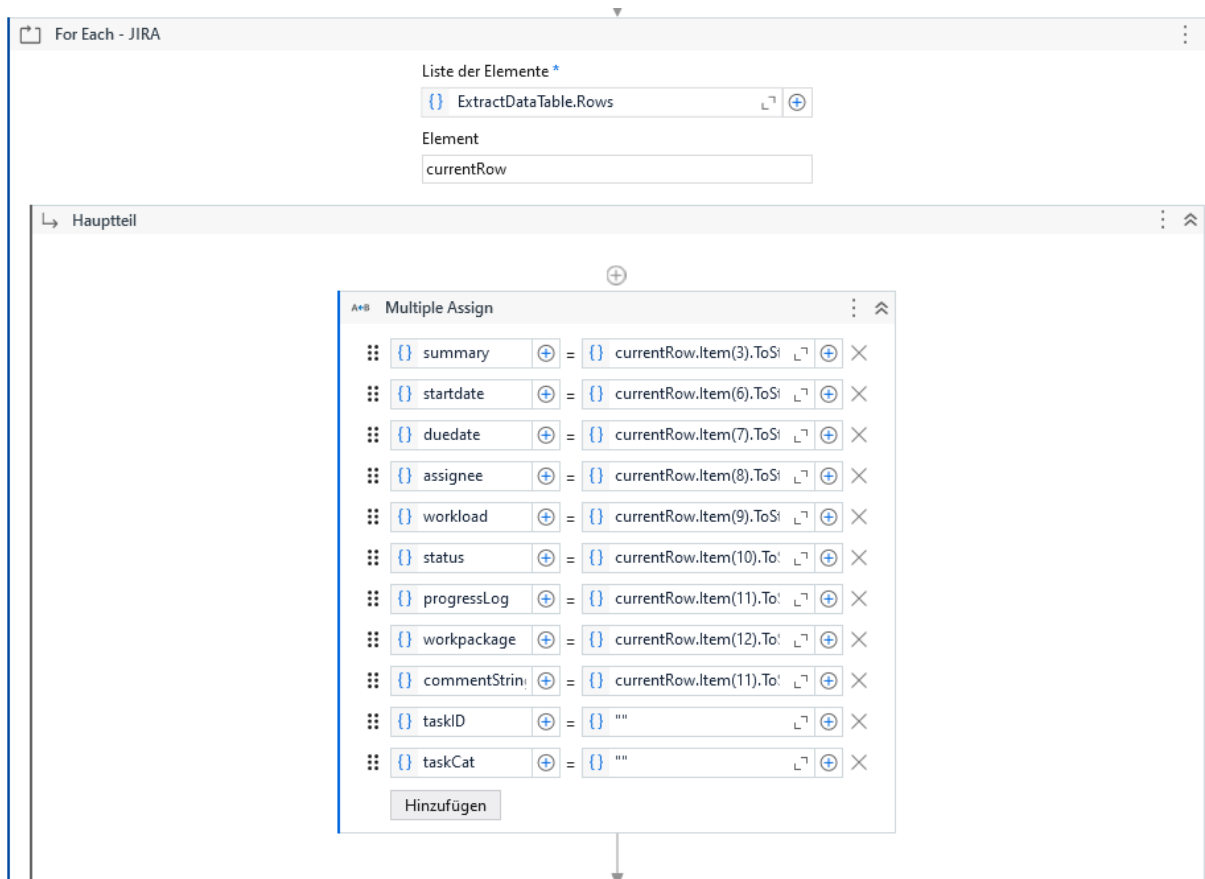 For Each - JIRA
Liste der Elemente *
{} ExtractDataTable.Rows
Element
currentRow
Hauptteil
A↔B Multiple Assign
{} summary = {} currentRow.Item(3).ToSt
{} startdate = {} currentRow.Item(6).ToSt
{} duedate = {} currentRow.Item(7).ToSt
{} assignee = {} currentRow.Item(8).ToSt
{} workload = {} currentRow.Item(9).ToSt
{} status = {} currentRow.Item(10).To
{} progressLog = {} currentRow.Item(11).To
{} workpackage = {} currentRow.Item(12).To
{} commentString = {} currentRow.Item(11).To
{} taskID = {} ""
{} taskCat = {} ""
Hinzufügen